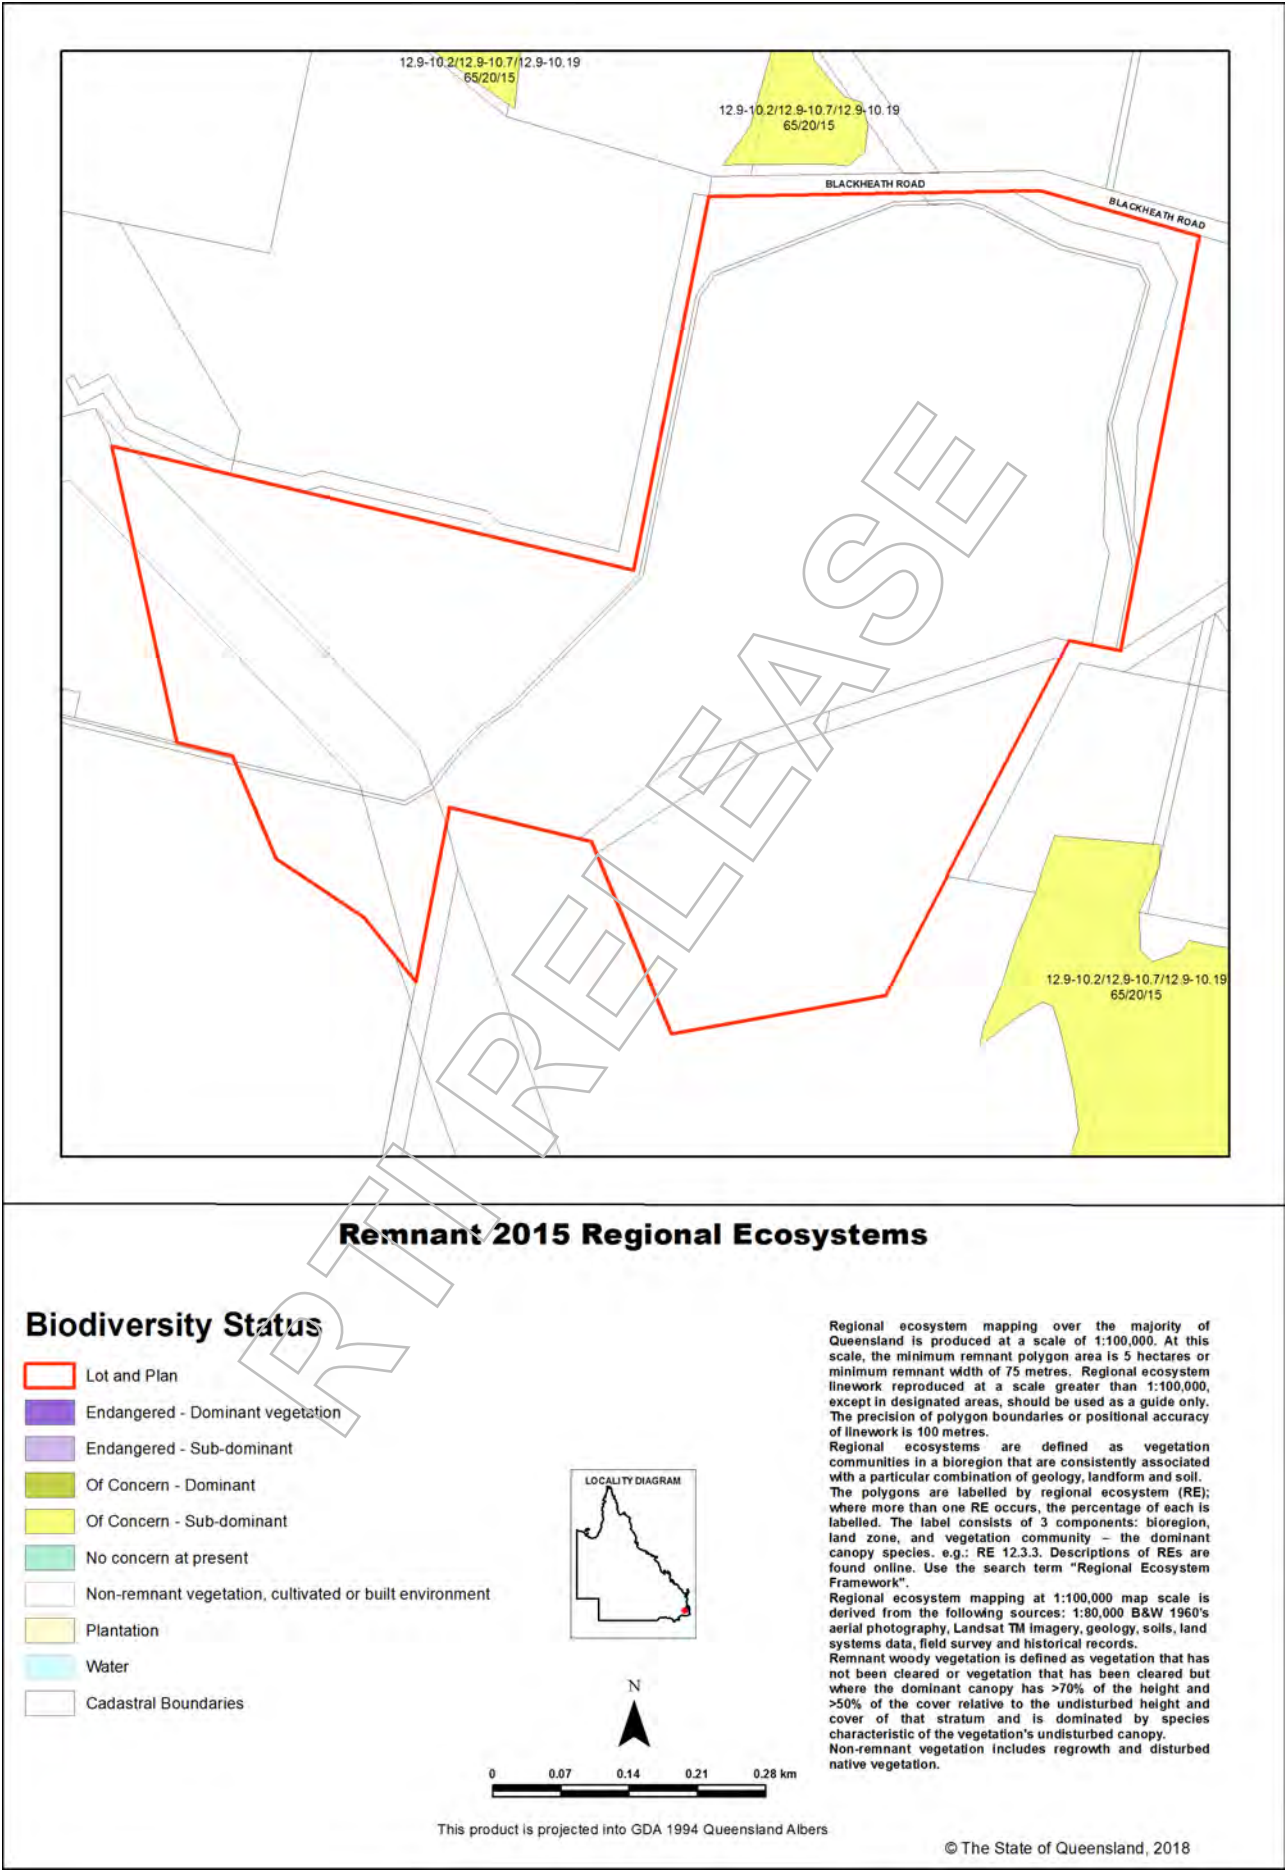 12.9-10.2/12.9-10.7/12.9-10.19
65/20/15
12.9-10.2/12.9-10.7/12.9-10.19
65/20/15
BLACKHEATH ROAD
BLACKHEATH ROAD
12.9-10.2/12.9-10.7/12.9-10.19
65/20/15
RTI RELEASE
Remnant 2015 Regional Ecosystems
Biodiversity Status
Lot and Plan
Endangered - Dominant vegetation
Endangered - Sub-dominant
Of Concern - Dominant
Of Concern - Sub-dominant
No concern at present
Non-remnant vegetation, cultivated or built environment
Plantation
Water
Cadastral Boundaries
LOCALITY DIAGRAM
N
0 0.07 0.14 0.21 0.28 km
This product is projected into GDA 1994 Queensland Albers
Regional ecosystem mapping over the majority of
Queensland is produced at a scale of 1:100,000. At this
scale, the minimum remnant polygon area is 5 hectares or
minimum remnant width of 75 metres. Regional ecosystem
linework reproduced at a scale greater than 1:100,000,
except in designated areas, should be used as a guide only.
The precision of polygon boundaries or positional accuracy
of linework is 100 metres.
Regional ecosystems are defined as vegetation
communities in a bioregion that are consistently associated
with a particular combination of geology, landform and soil.
The polygons are labelled by regional ecosystem (RE);
where more than one RE occurs, the percentage of each is
labelled. The label consists of 3 components: bioregion,
land zone, and vegetation community – the dominant
canopy species. e.g.: RE 12.3.3. Descriptions of REs are
found online. Use the search term "Regional Ecosystem
Framework".
Regional ecosystem mapping at 1:100,000 map scale is
derived from the following sources: 1:80,000 B&W 1960's
aerial photography, Landsat TM imagery, geology, soils, land
systems data, field survey and historical records.
Remnant woody vegetation is defined as vegetation that has
not been cleared or vegetation that has been cleared but
where the dominant canopy has >70% of the height and
>50% of the cover relative to the undisturbed height and
cover of that stratum and is dominated by species
characteristic of the vegetation's undisturbed canopy.
Non-remnant vegetation includes regrowth and disturbed
native vegetation.
© The State of Queensland, 2018